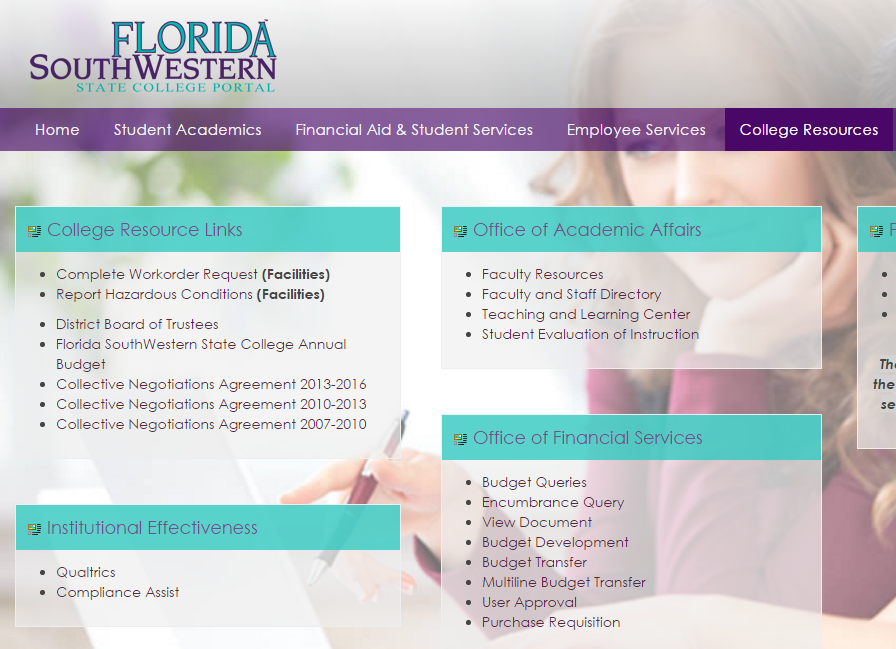 FLORIDA
SOUTHWESTERN
STATE COLLEGE PORTAL
Home
Student Academics
Financial Aid & Student Services
Employee Services
College Resources
College Resource Links
Complete Workorder Request (Facilities)
Report Hazardous Conditions (Facilities)
District Board of Trustees
Florida SouthWestern State College Annual
Budget
Collective Negotiations Agreement 2013-2016
Collective Negotiations Agreement 2010-2013
Collective Negotiations Agreement 2007-2010
Institutional Effectiveness
Qualtrics
Compliance Assist
Office of Academic Affairs
Faculty Resources
Faculty and Staff Directory
Teaching and Learning Center
Student Evaluation of Instruction
Office of Financial Services
Budget Queries
Encumbrance Query
View Document
Budget Development
Budget Transfer
Multiline Budget Transfer
User Approval
Purchase Requisition